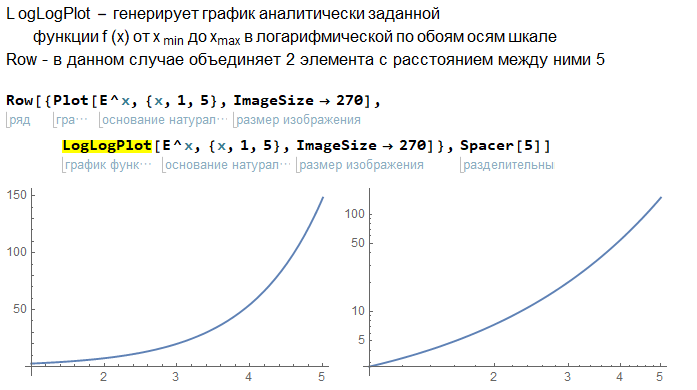 LogLogPlot – генерирует график аналитически заданной
функции f (x) от x min до xmax в логарифмической по обоям осям шкале
Row - в данном случае объединяет 2 элемента с расстоянием между ними 5
Row[{Plot[E^x, {x, 1, 5}, ImageSize → 270],
ряд гра⋯ основание натурал⋯ размер изображения
LogLogPlot[E^x, {x, 1, 5}, ImageSize → 270]}, Spacer[5]]
график функ⋯ основание натурал⋯ размер изображения разделительны
150
100
50
2 3 4 5
100
50
10
5
2 3 4 5